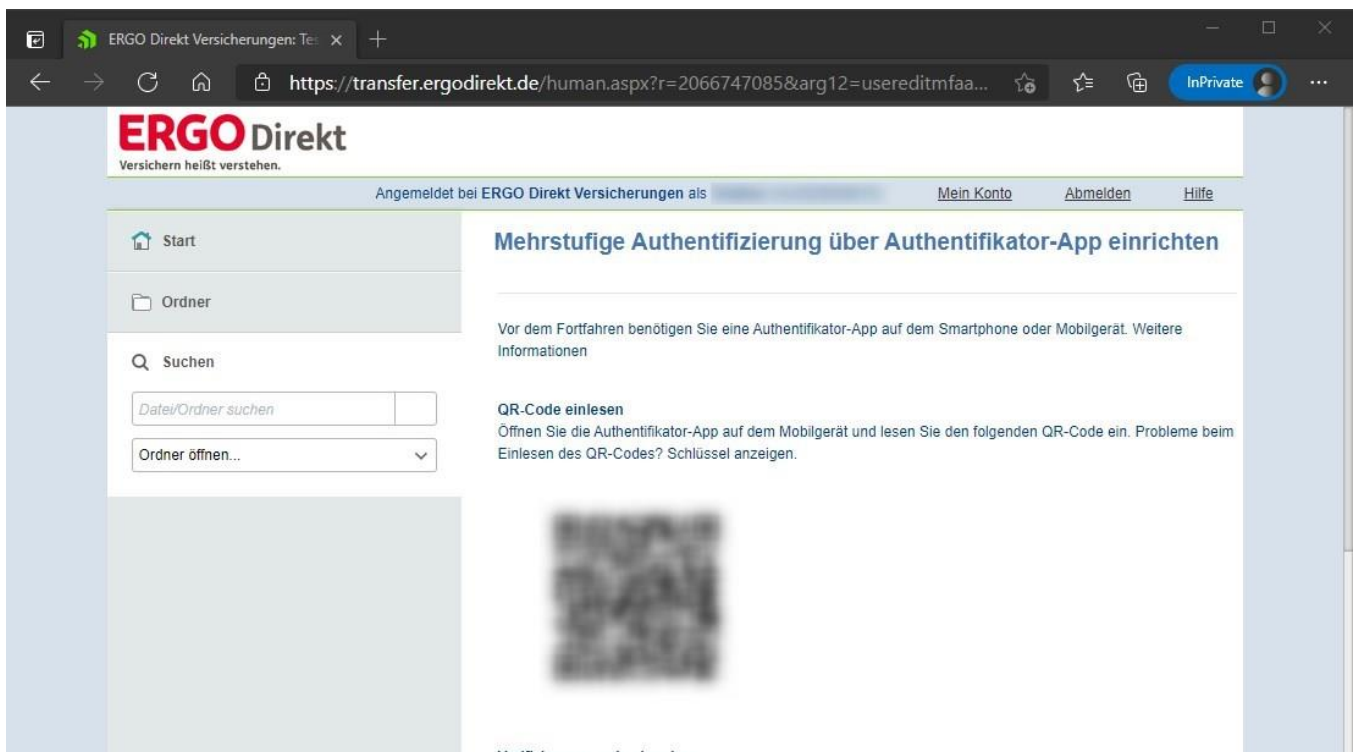 ERGO Direkt Versicherungen: Te
https://transfer.ergodirekt.de/human.aspx?r=2066747085&arg12=usereditmfaa...
InPrivate
ERGO Direkt
Versichern heißt verstehen.
Angemeldet bei ERGO Direkt Versicherungen als
Mein Konto
Abmelden
Hilfe
Start
Ordner
Suchen
Datei/Ordner suchen
Ordner öffnen...
Mehrstufige Authentifizierung über Authentifikator-App einrichten
Vor dem Fortfahren benötigen Sie eine Authentifikator-App auf dem Smartphone oder Mobilgerät. Weitere
Informationen
QR-Code einlesen
Öffnen Sie die Authentifikator-App auf dem Mobilgerät und lesen Sie den folgenden QR-Code ein. Probleme beim
Einlesen des QR-Codes? Schlüssel anzeigen.